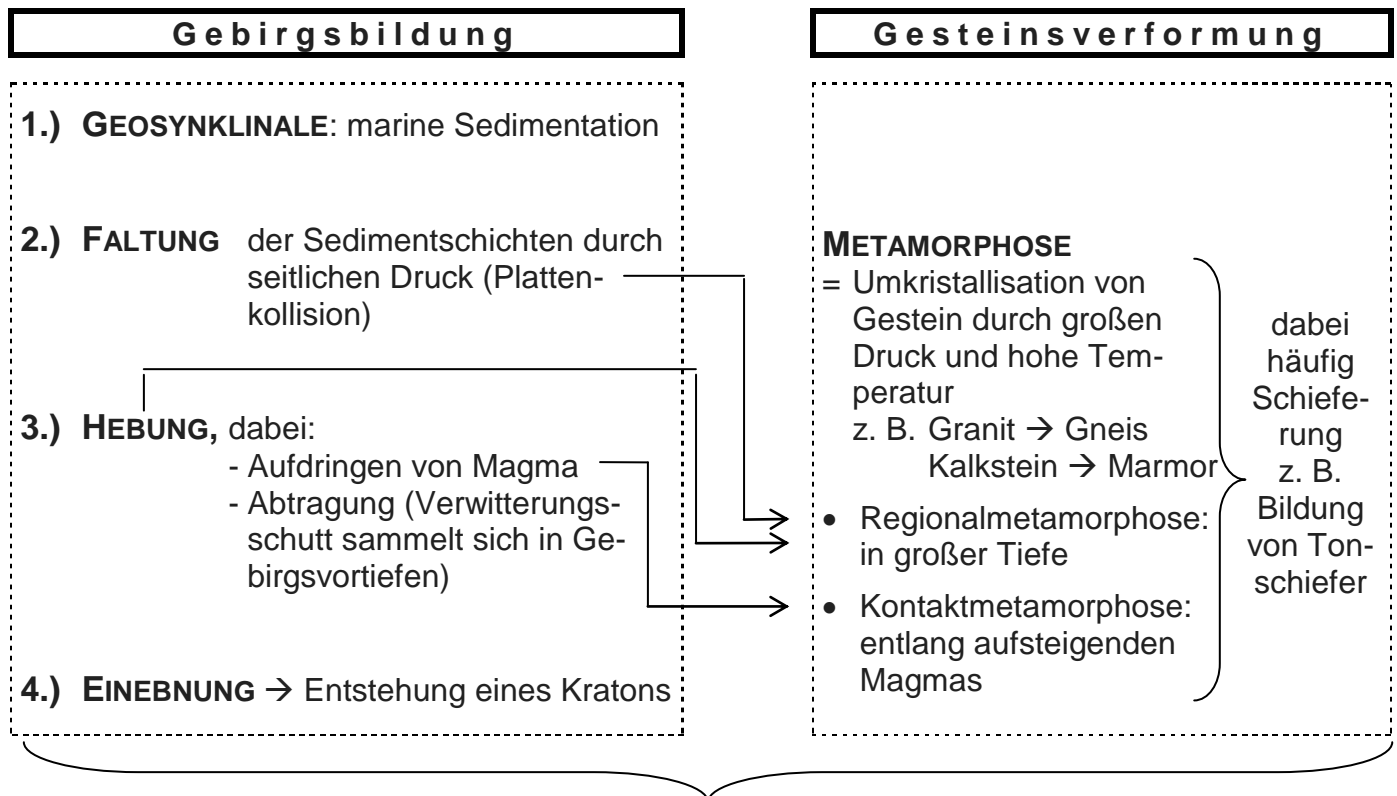 Gebirgsbildung
1.) GEOSYNKLINALE: marine Sedimentation
2.) FALTUNG der Sedimentschichten durch
seitlichen Druck (Platten-
kollision)
3.) HEBUNG, dabei:
- Aufdringen von Magma
- Abtragung (Verwitterungs-
schutt sammelt sich in Ge-
birgsvortiefen)
4.) EINEBNUNG → Entstehung eines Kratons
Gesteinsverformung
METAMORPHOSE
= Umkristallisation von
Gestein durch großen
Druck und hohe Tem-
peratur
z. B. Granit → Gneis
Kalkstein → Marmor
• Regionalmetamorphose:
in großer Tiefe
• Kontaktmetamorphose:
entlang aufsteigenden
Magmas
dabei
häufig
Schiefe-
rung
z. B.
Bildung
von Ton-
schiefer